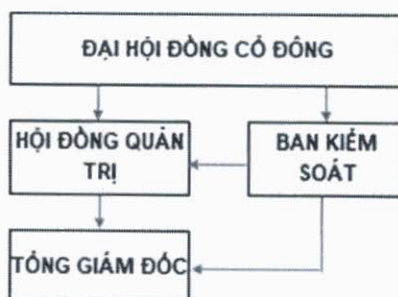 ĐẠI HỘI ĐỒNG CỔ ĐÔNG
HỘI ĐỒNG QUẢN
TRỊ
BAN KIỂM
SOÁT
TỔNG GIÁM ĐỐC